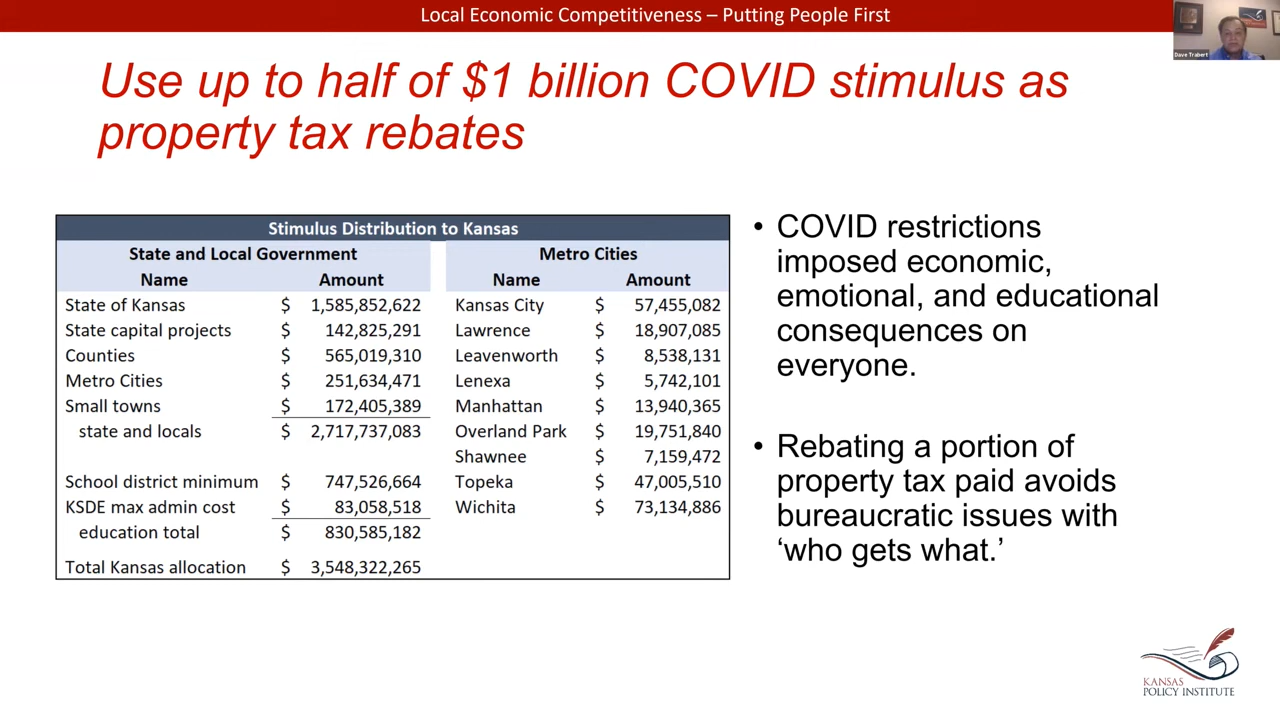 Local Economic Competitiveness – Putting People First
Dave Trabert
Use up to half of $1 billion COVID stimulus as
property tax rebates
Stimulus Distribution to Kansas
State and Local Government Metro Cities
Name Amount Name Amount
State of Kansas $ 1,585,852,622 Kansas City $ 57,455,082
State capital projects $ 142,825,291 Lawrence $ 18,907,085
Counties $ 565,019,310 Leavenworth $ 8,538,131
Metro Cities $ 251,634,471 Lenexa $ 5,742,101
Small towns $ 172,405,389 Manhattan $ 13,940,365
state and locals $ 2,717,737,083 Overland Park $ 19,751,840
Shawnee $ 7,159,472
School district minimum $ 747,526,664 Topeka $ 47,005,510
KSDE max admin cost $ 83,058,518 Wichita $ 73,134,886
education total $ 830,585,182
Total Kansas allocation $ 3,548,322,265
• COVID restrictions
imposed economic,
emotional, and educational
consequences on
everyone.
• Rebating a portion of
property tax paid avoids
bureaucratic issues with
‘who gets what.’
KANSAS
POLICY INSTITUTE